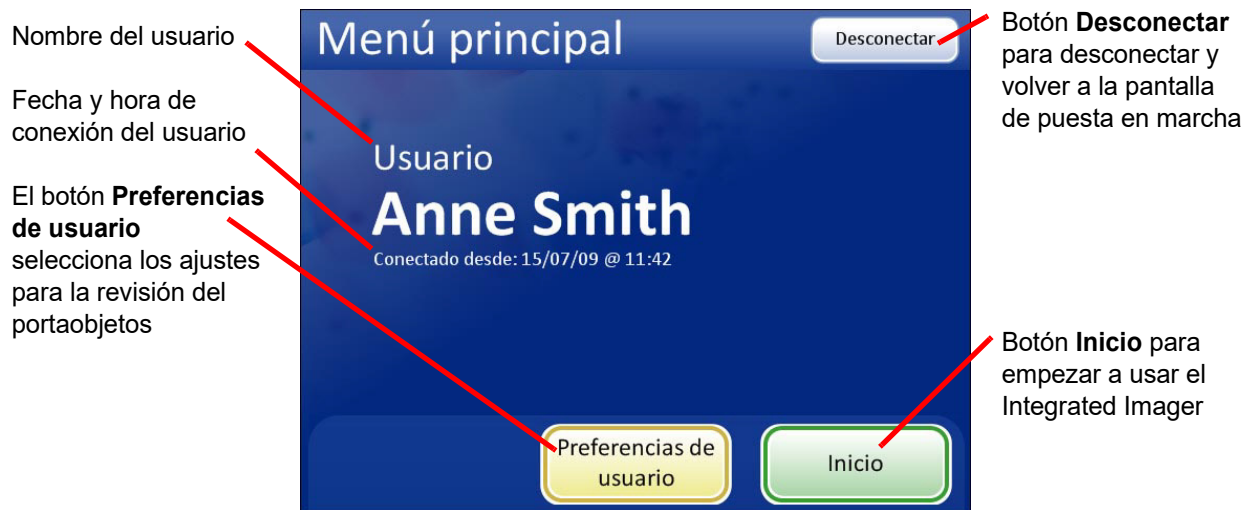 Nombre del usuario
Fecha y hora de
conexión del usuario
El botón Preferencias
de usuario
selecciona los ajustes
para la revisión del
portaobjetos
Menú principal
Desconectar
Usuario
Anne Smith
Conectado desde: 15/07/09 @ 11:42
Preferencias de
usuario
Inicio
Botón Desconectar
para desconectar y
volver a la pantalla
de puesta en marcha
Botón Inicio para
empezar a usar el
Integrated Imager